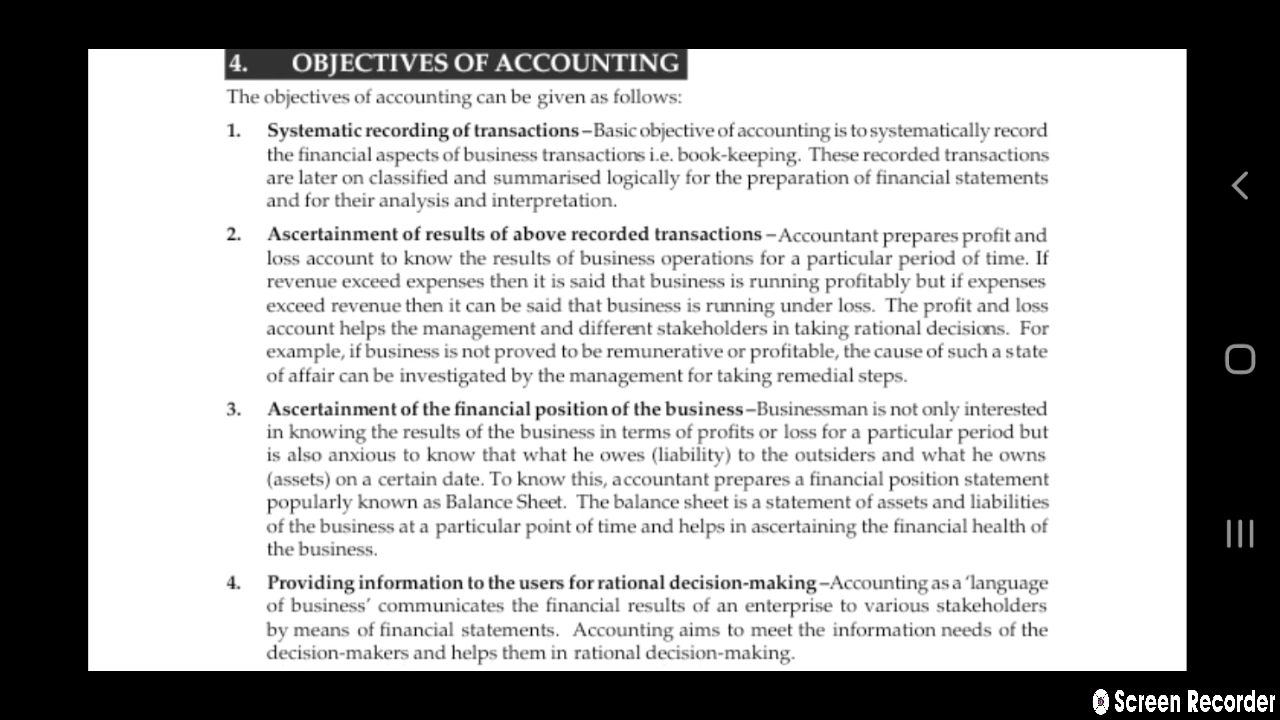 4. OBJECTIVES OF ACCOUNTING
The objectives of accounting can be given as follows:
1. Systematic recording of transactions – Basic objective of accounting is to systematically record
the financial aspects of business transactions i.e. book-keeping. These recorded transactions
are later on classified and summarised logically for the preparation of financial statements
and for their analysis and interpretation.
2. Ascertainment of results of above recorded transactions – Accountant prepares profit and
loss account to know the results of business operations for a particular period of time. If
revenue exceed expenses then it is said that business is running profitably but if expenses
exceed revenue then it can be said that business is running under loss. The profit and loss
account helps the management and different stakeholders in taking rational decisions. For
example, if business is not proved to be remunerative or profitable, the cause of such a state
of affair can be investigated by the management for taking remedial steps.
3. Ascertainment of the financial position of the business – Businessman is not only interested
in knowing the results of the business in terms of profits or loss for a particular period but
is also anxious to know that what he owes (liability) to the outsiders and what he owns
(assets) on a certain date. To know this, accountant prepares a financial position statement
popularly known as Balance Sheet. The balance sheet is a statement of assets and liabilities
of the business at a particular point of time and helps in ascertaining the financial health of
the business.
4. Providing information to the users for rational decision-making – Accounting as a 'language
of business' communicates the financial results of an enterprise to various stakeholders
by means of financial statements. Accounting aims to meet the information needs of the
decision-makers and helps them in rational decision-making.
Screen Recorder